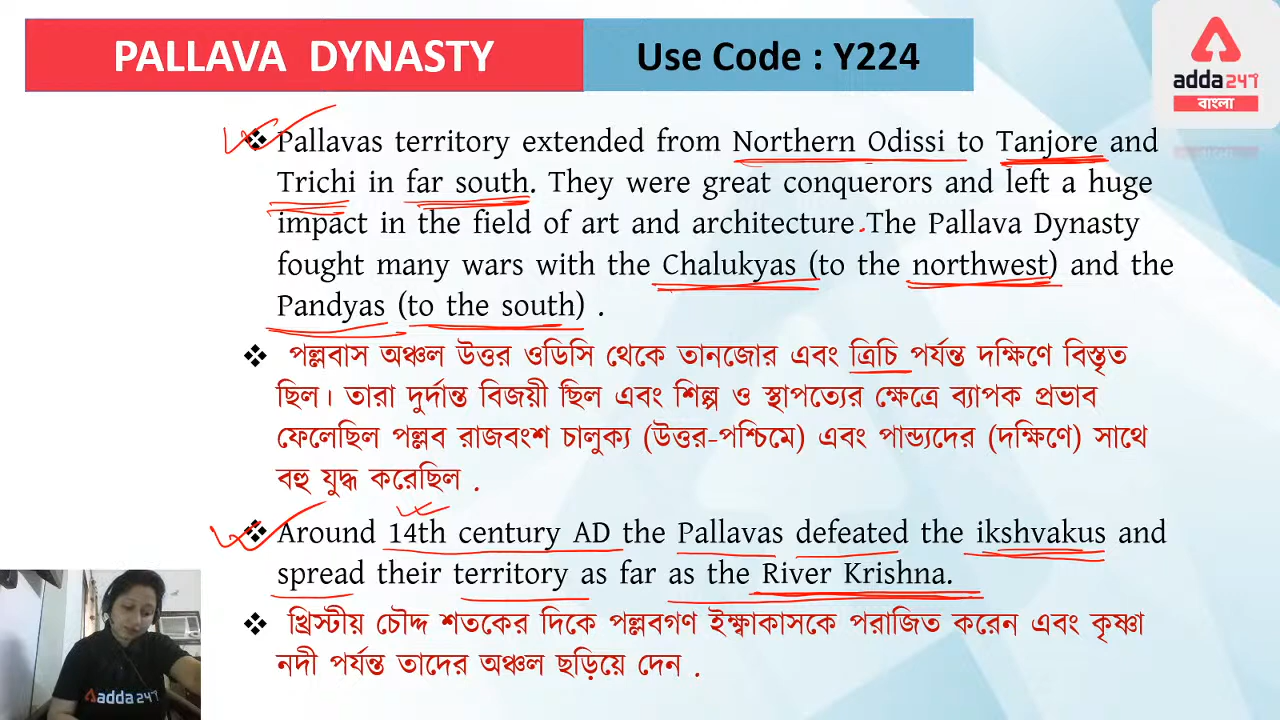 PALLAVA DYNASTY
Use Code : Y224
adda247
বাংলা
Pallavas territory extended from Northern Odissi to Tanjore and
Trichi in far south. They were great conquerors and left a huge
impact in the field of art and architecture.The Pallava Dynasty
fought many wars with the Chalukyas (to the northwest) and the
Pandyas (to the south) .
পল্লবাস অঞ্চল উত্তর ওডিসি থেকে তানজোর এবং ত্রিচি পর্যন্ত দক্ষিণে বিস্তৃত
ছিল। তারা দুর্দান্ত বিজয়ী ছিল এবং শিল্প ও স্থাপত্যের ক্ষেত্রে ব্যাপক প্রভাব
ফেলেছিল পল্লব রাজবংশ চালুক্য (উত্তর-পশ্চিমে) এবং পান্ড্যদের (দক্ষিণে) সাথে
বহু যুদ্ধ করেছিল .
Around 14th century AD the Pallavas defeated the ikshvakus and
spread their territory as far as the River Krishna.
খ্রিস্টীয় চৌদ্দ শতকের দিকে পল্লবগণ ইক্ষ্বাকাসকে পরাজিত করেন এবং কৃষ্ণা
নদী পর্যন্ত তাদের অঞ্চল ছড়িয়ে দেন .
adda247